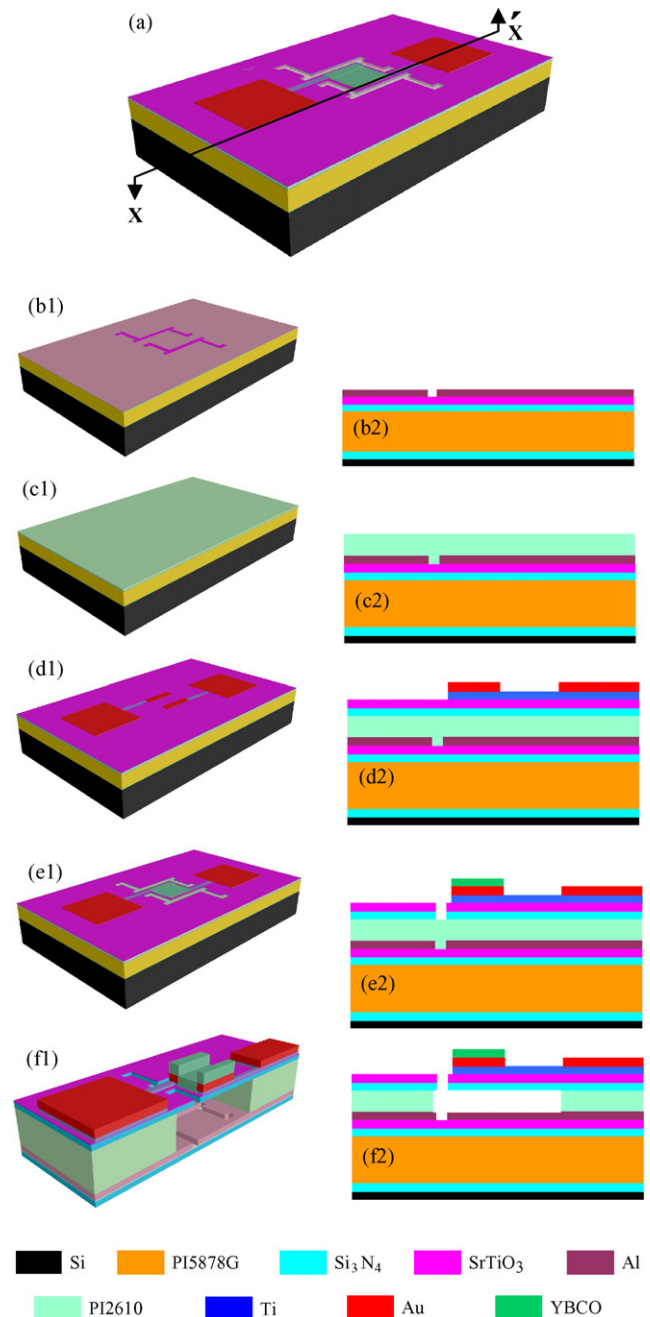 (a)
X́
X
(b1)
(b2)
(c1)
(c2)
(d1)
(d2)
(e1)
(e2)
(f1)
(f2)
Si PI5878G Si₃N₄ SrTiO₃ Al
PI2610 Ti Au YBCO